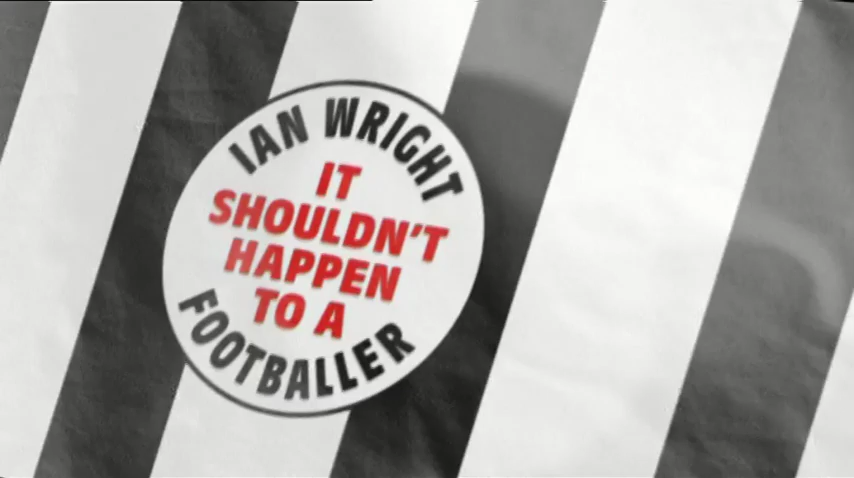 IAN WRIGHT
IT
SHOULDN'T
HAPPEN
TO A
FOOTBALLER